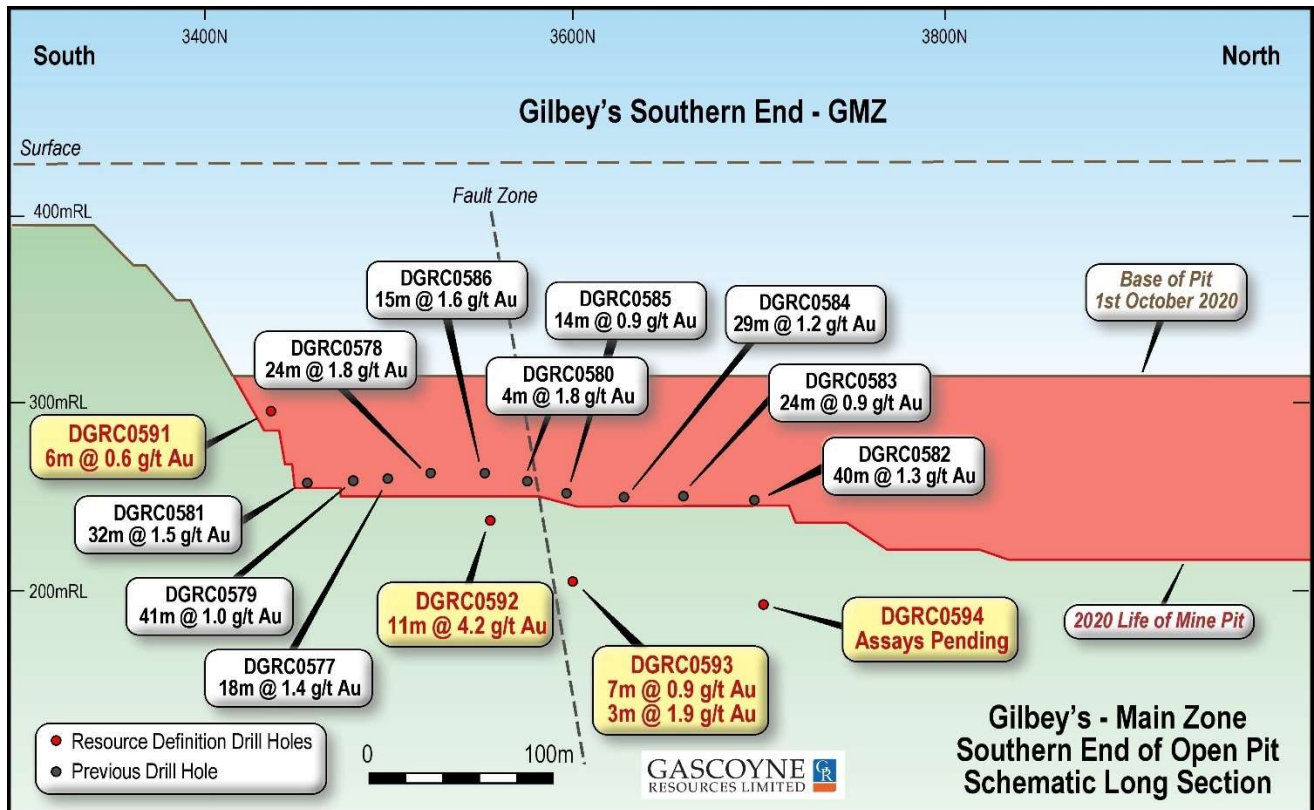 3400N
3600N
3800N
South
North
Gilbey's Southern End - GMZ
Surface
Fault Zone
400mRL
DGRC0586
15m @ 1.6 g/t Au
DGRC0585
14m @ 0.9 g/t Au
DGRC0584
29m @ 1.2 g/t Au
Base of Pit
1st October 2020
DGRC0578
24m @ 1.8 g/t Au
DGRC0580
4m @ 1.8 g/t Au
DGRC0583
24m @ 0.9 g/t Au
300mRL
DGRC0591
6m @ 0.6 g/t Au
DGRC0582
40m @ 1.3 g/t Au
DGRC0581
32m @ 1.5 g/t Au
DGRC0579
41m @ 1.0 g/t Au
200mRL
DGRC0592
11m @ 4.2 g/t Au
DGRC0594
Assays Pending
2020 Life of Mine Pit
DGRC0577
18m @ 1.4 g/t Au
DGRC0593
7m @ 0.9 g/t Au
3m @ 1.9 g/t Au
Resource Definition Drill Holes
Previous Drill Hole
0
100m
GASCOYNE
RESOURCES LIMITED
GR
Gilbey's - Main Zone
Southern End of Open Pit
Schematic Long Section